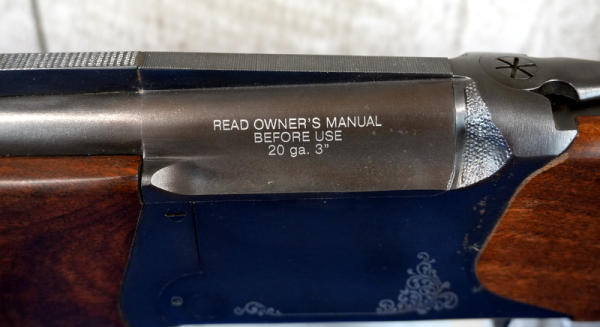 READ OWNER'S MANUAL
BEFORE USE
20 ga. 3"